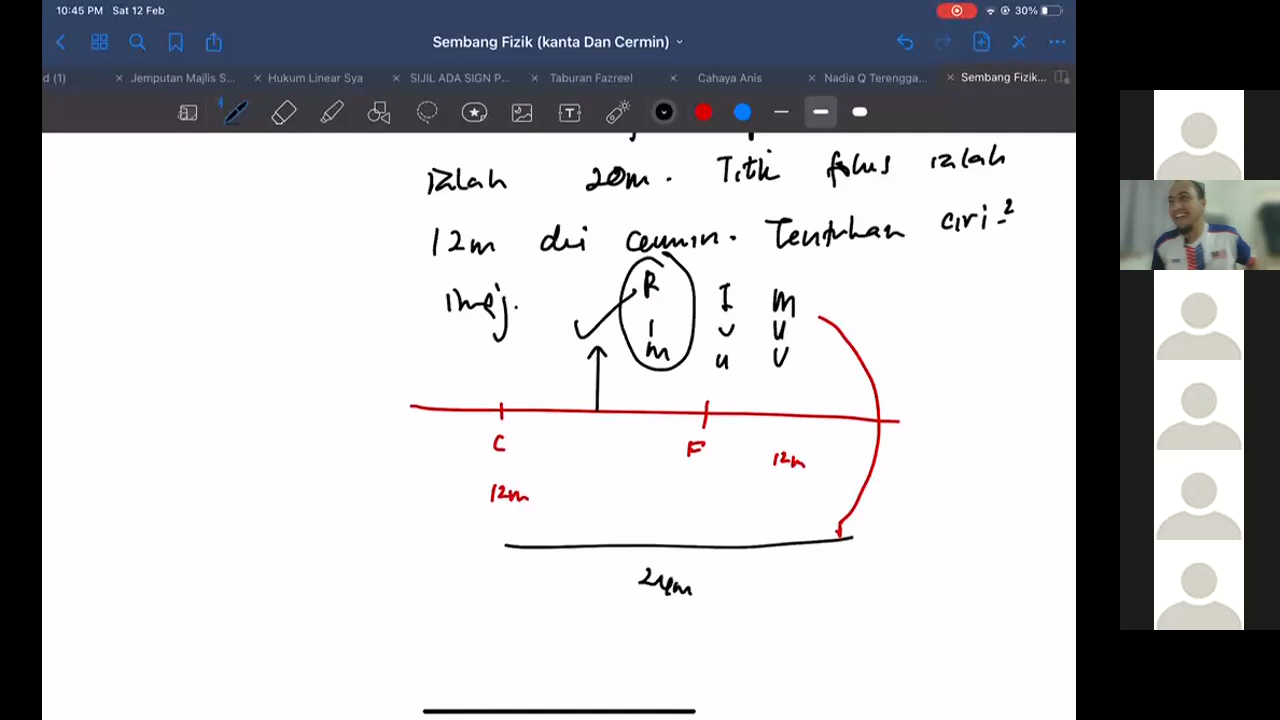 10:45 PM Sat 12 Feb
30%
Sembang Fizik (kanta Dan Cermin)
d (1) Jemputan Majlis S... Hukum Linear Sya SIJIL ADA SIGN P... Taburan Fazreel Cahaya Anis Nadia Q Terengga... Sembang Fizik...
T
ialah 20m. Titik fokus ialah
12m dri cermin. Tentukan ciri-2
imej.
R I M
I U U
M U U
C F 12m
12m
24m